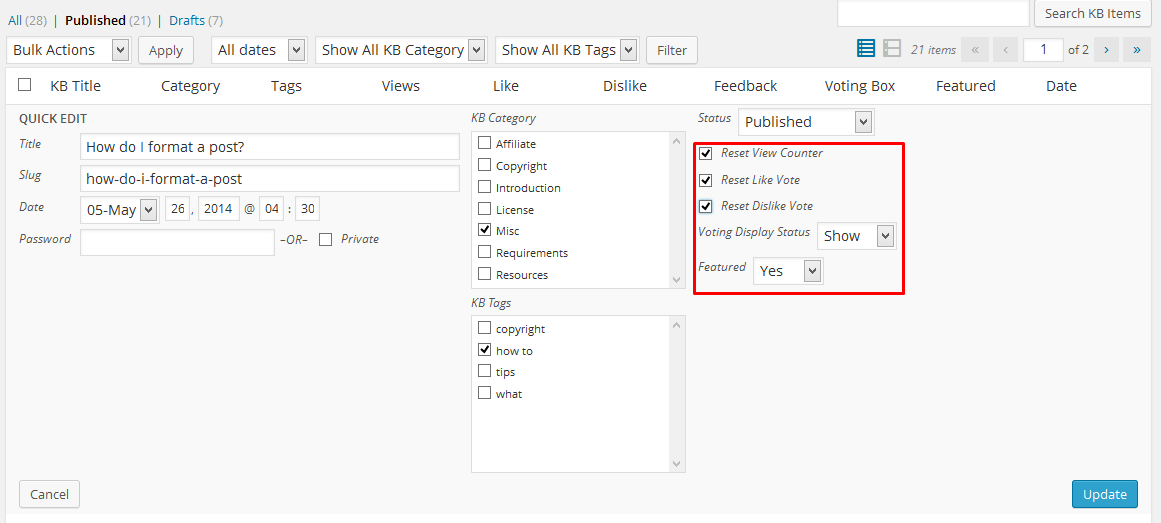 All (28) | Published (21) | Drafts (7)
Search KB Items
Bulk Actions Apply All dates Show All KB Category Show All KB Tags Filter 21 items « ‹ 1 of 2 › »
KB Title Category Tags Views Like Dislike Feedback Voting Box Featured Date
QUICK EDIT
Title How do I format a post?
Slug how-do-i-format-a-post
Date 05-May 26 , 2014 @ 04 : 30
Password –OR– Private
KB Category
Affiliate
Copyright
Introduction
License
Misc
Requirements
Resources
KB Tags
copyright
how to
tips
what
Status Published
Reset View Counter
Reset Like Vote
Reset Dislike Vote
Voting Display Status Show
Featured Yes
Cancel Update